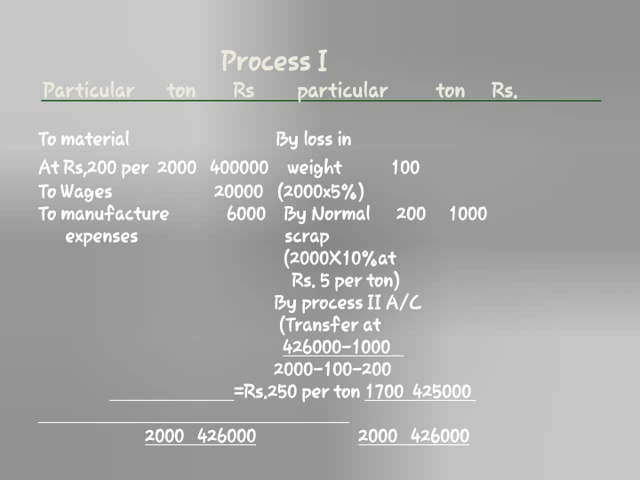 Process I
Particular ton Rs particular ton Rs.
To material By loss in
At Rs,200 per 2000 400000 weight 100
To Wages 20000 (2000x5%)
To manufacture 6000 By Normal 200 1000
expenses scrap
(2000X10%at
Rs. 5 per ton)
By process II A/C
(Transfer at
426000-1000
2000-100-200
=Rs.250 per ton 1700 425000
2000 426000 2000 426000